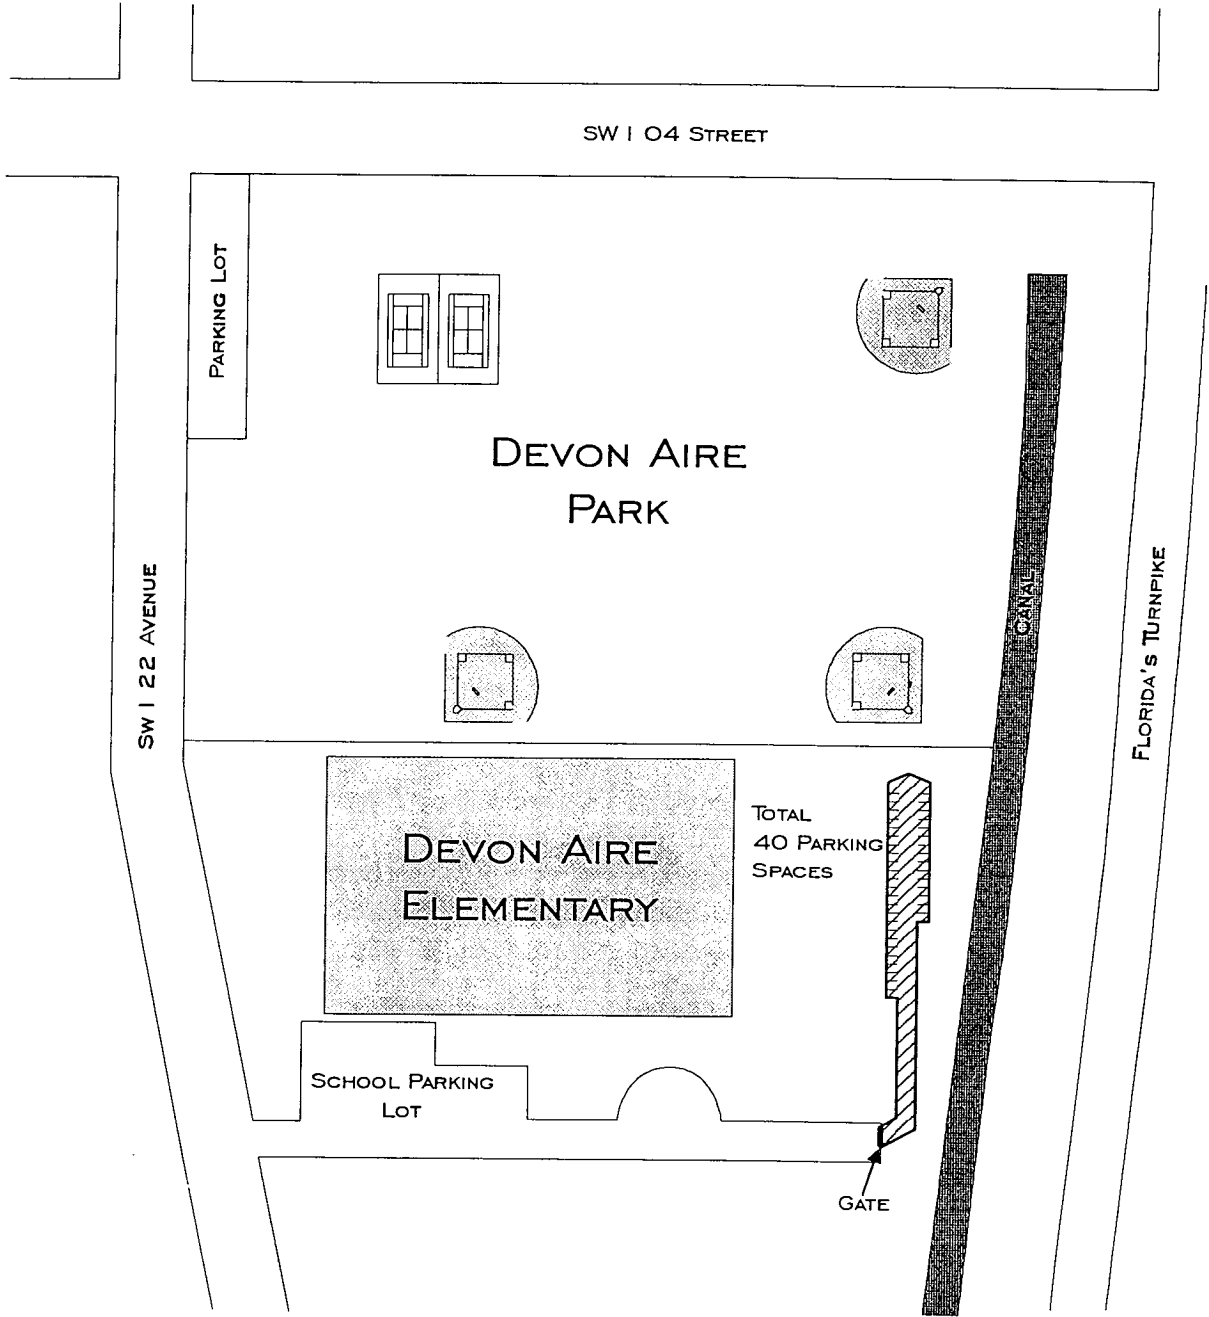 SW 104 STREET
PARKING LOT
DEVON AIRE
PARK
CANAL
SW 122 AVENUE
FLORIDA'S TURNPIKE
TOTAL
40 PARKING
SPACES
DEVON AIRE
ELEMENTARY
SCHOOL PARKING
LOT
GATE